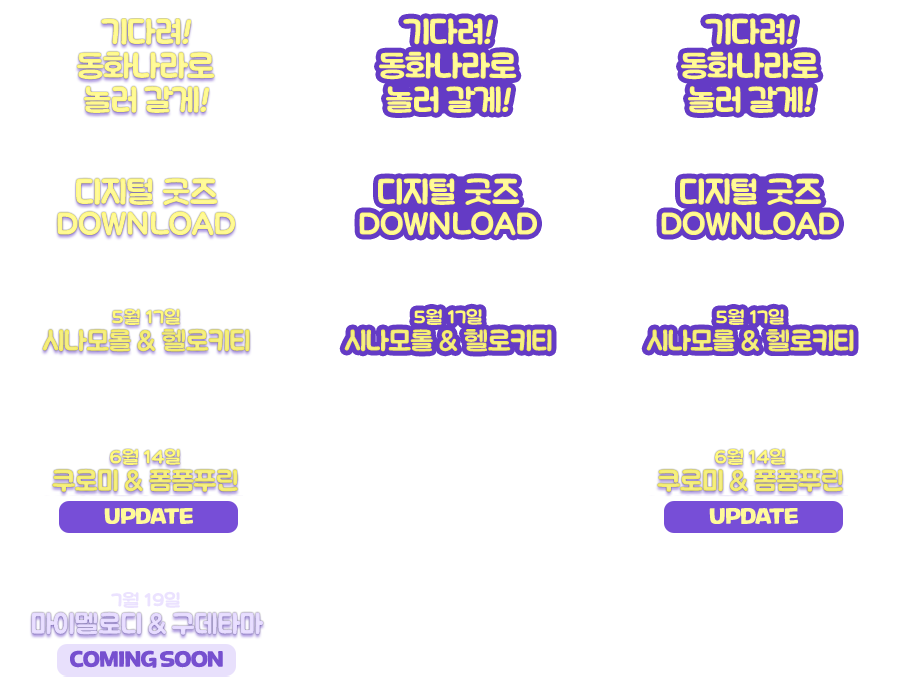 기다려!
동화나라로
놀러 갈게!
기다려!
동화나라로
놀러 갈게!
기다려!
동화나라로
놀러 갈게!
디지털 굿즈
DOWNLOAD
디지털 굿즈
DOWNLOAD
디지털 굿즈
DOWNLOAD
5월 17일
시나모롤 & 헬로키티
5월 17일
시나모롤 & 헬로키티
5월 17일
시나모롤 & 헬로키티
6월 14일
쿠로미 & 폼폼푸린
UPDATE
6월 14일
쿠로미 & 폼폼푸린
UPDATE
7월 19일
마이멜로디 & 구데타마
COMING SOON